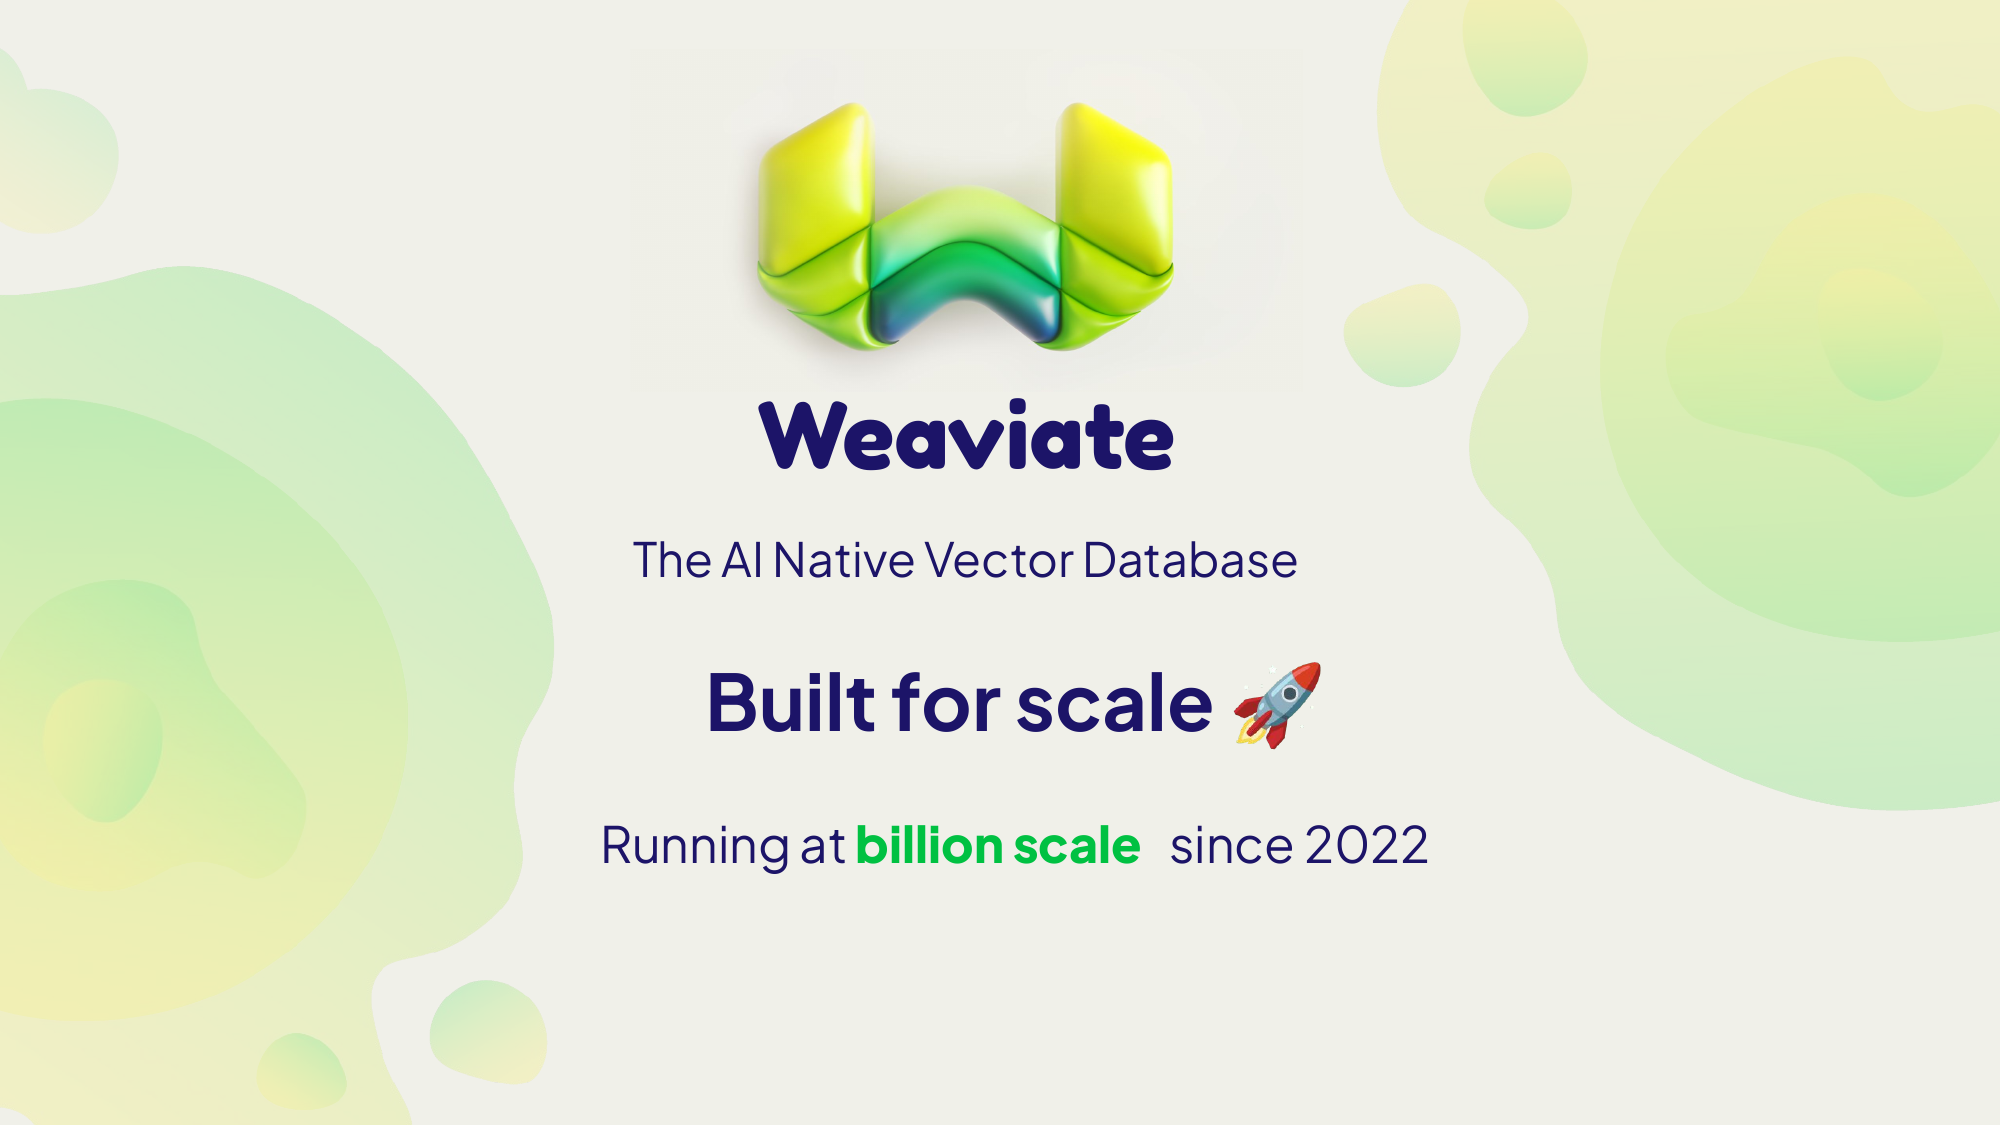 Weaviate
The AI Native Vector Database
Built for scale 🚀
Running at billion scale since 2022